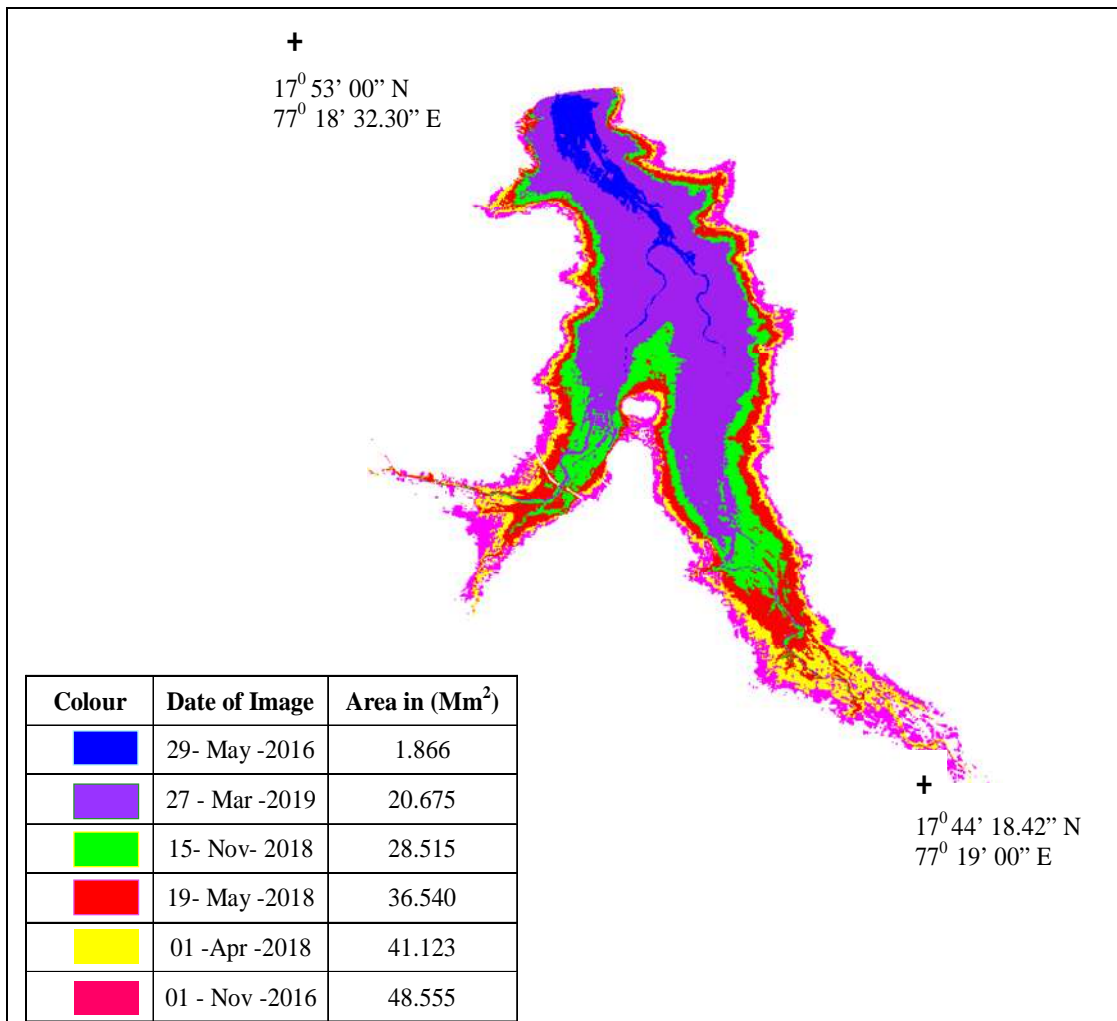 +
17⁰ 53’ 00” N
77⁰ 18’ 32.30” E
+
17⁰ 44’ 18.42” N
77⁰ 19’ 00” E
Colour Date of Image Area in (Mm²)
29- May -2016 1.866
27 - Mar -2019 20.675
15- Nov- 2018 28.515
19- May -2018 36.540
01 -Apr -2018 41.123
01 - Nov -2016 48.555